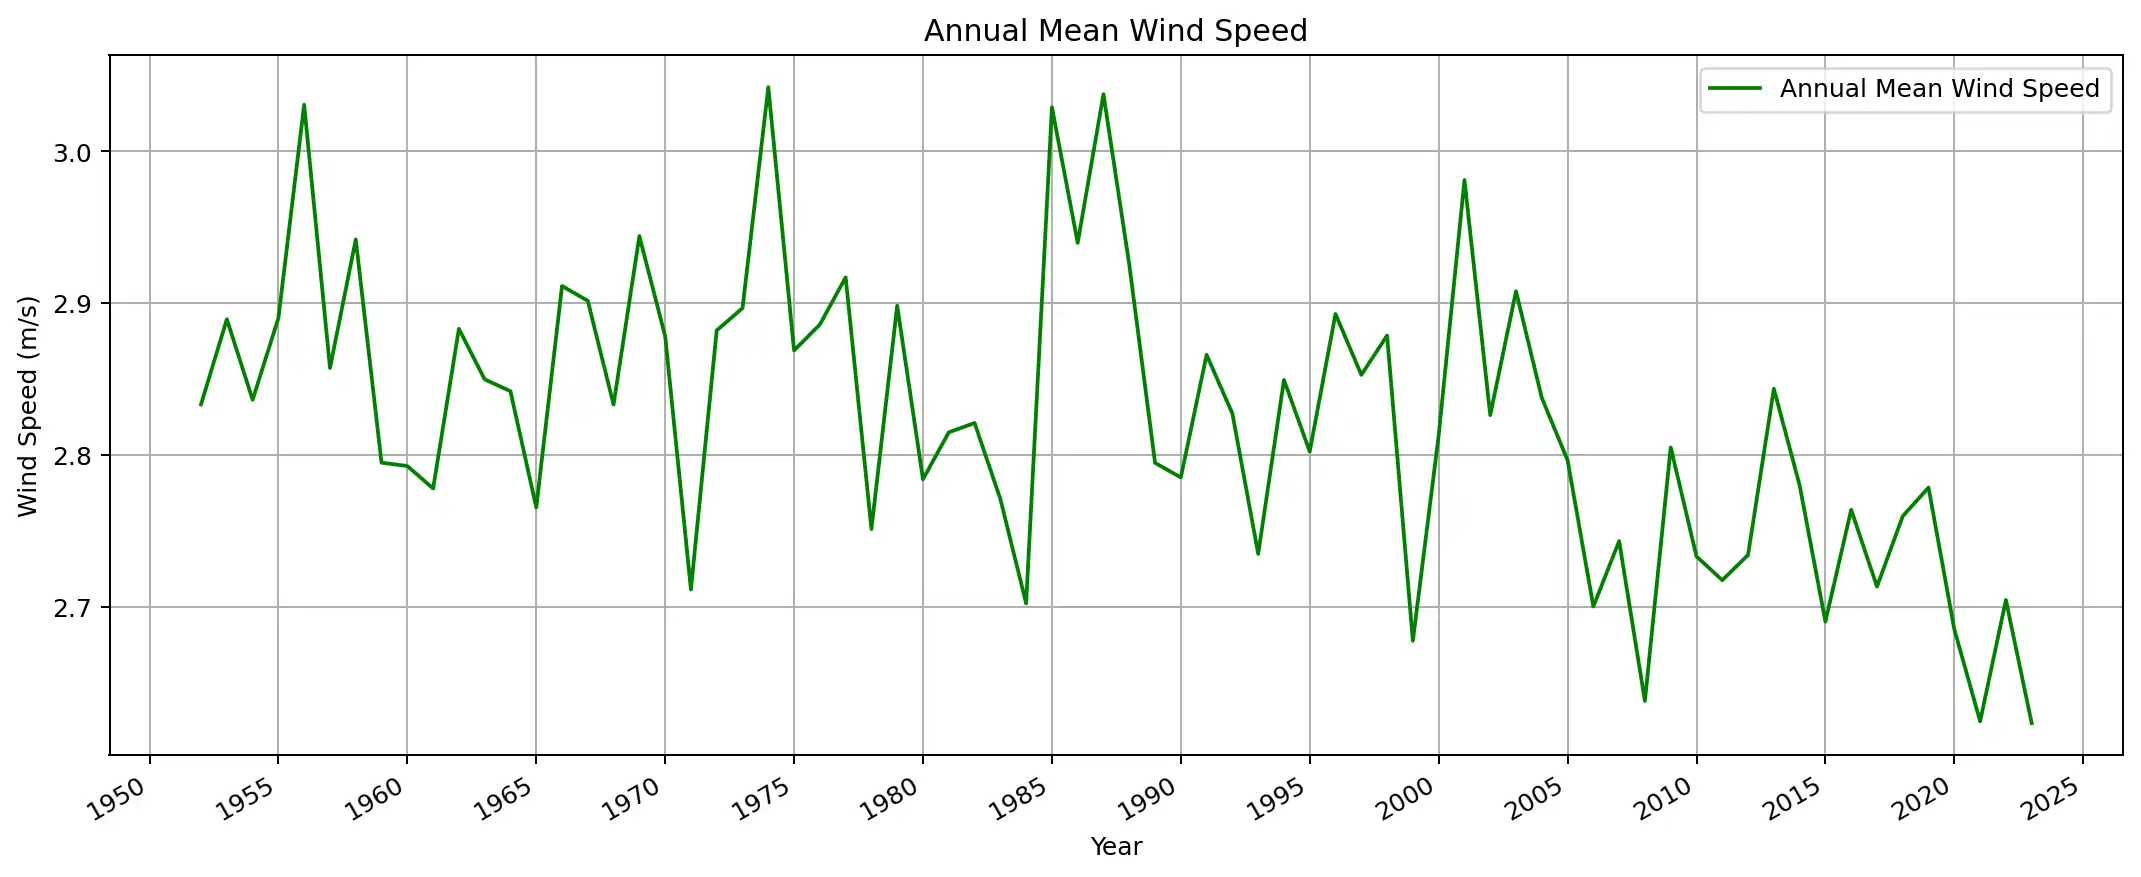 Annual Mean Wind Speed
Annual Mean Wind Speed
3.0
2.9
2.8
2.7
Wind Speed (m/s)
1950 1955 1960 1965 1970 1975 1980 1985 1990 1995 2000 2005 2010 2015 2020 2025
Year